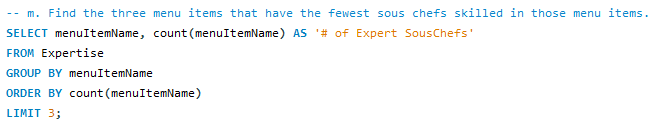 -- m. Find the three menu items that have the fewest sous chefs skilled in those menu items.
SELECT menuItemName, count(menuItemName) AS '# of Expert SousChefs'
FROM Expertise
GROUP BY menuItemName
ORDER BY count(menuItemName)
LIMIT 3;